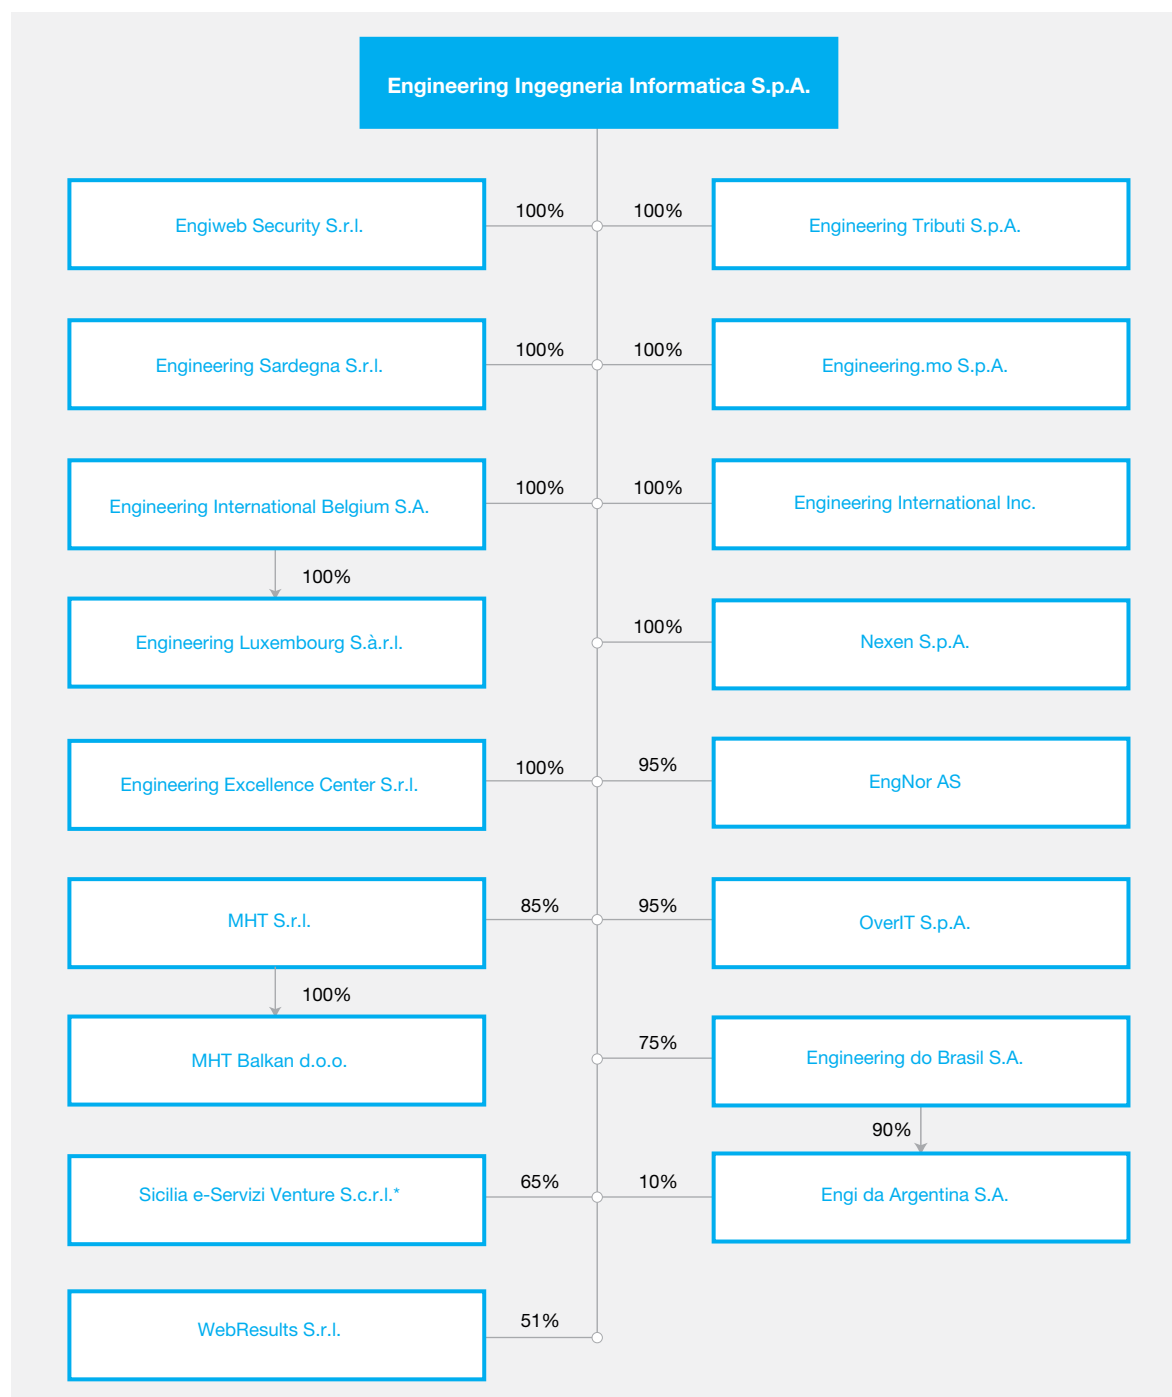 Engineering Ingegneria Informatica S.p.A.
Engiweb Security S.r.l.
100%
100%
Engineering Tributi S.p.A.
Engineering Sardegna S.r.l.
100%
100%
Engineering.mo S.p.A.
Engineering International Belgium S.A.
100%
100%
Engineering International Inc.
100%
Engineering Luxembourg S.à.r.l.
100%
Nexen S.p.A.
Engineering Excellence Center S.r.l.
100%
95%
EngNor AS
MHT S.r.l.
85%
95%
OverIT S.p.A.
100%
MHT Balkan d.o.o.
75%
Engineering do Brasil S.A.
90%
Sicilia e-Servizi Venture S.c.r.l.*
65%
10%
Engi da Argentina S.A.
WebResults S.r.l.
51%